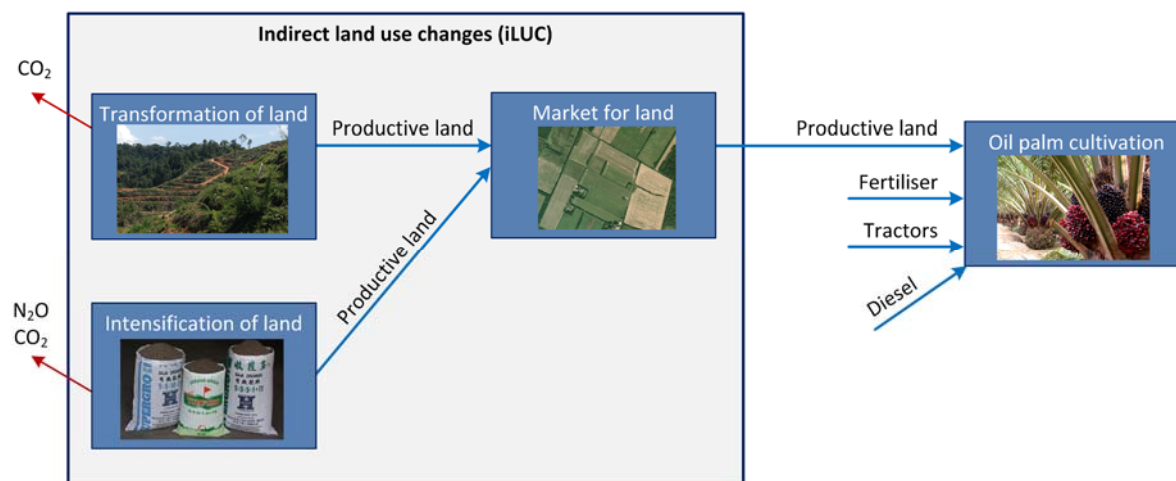 Indirect land use changes (iLUC)
CO₂
Transformation of land
Productive land
Market for land
Productive land
Oil palm cultivation
Fertiliser
Tractors
Diesel
Productive land
N₂O
CO₂
Intensification of land